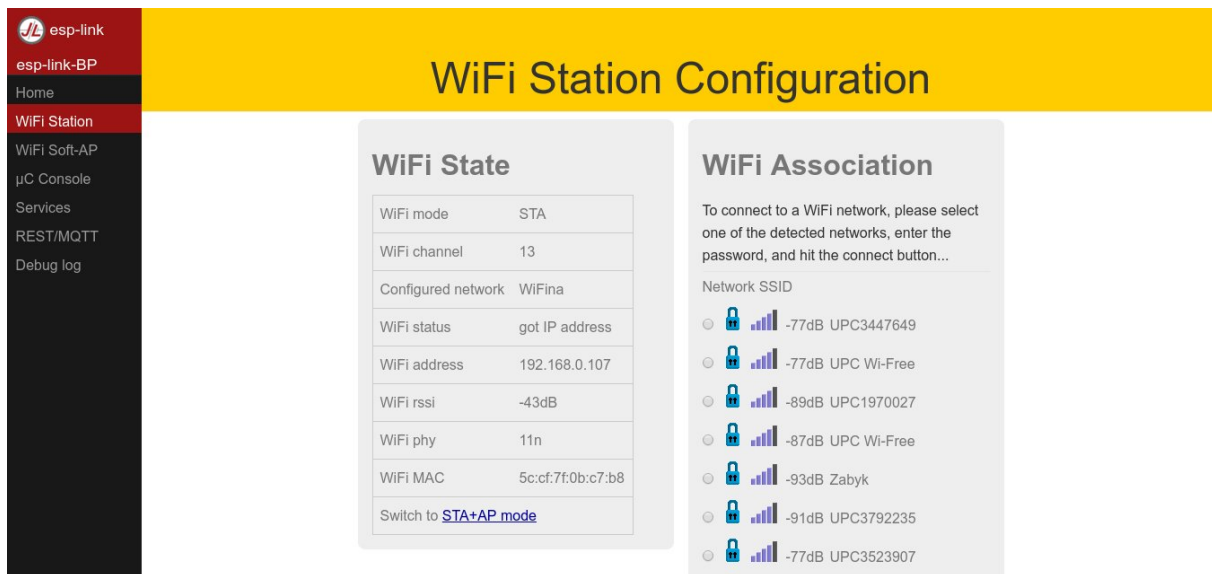 JL esp-link
esp-link-BP
Home
WiFi Station
WiFi Soft-AP
µC Console
Services
REST/MQTT
Debug log
WiFi Station Configuration
WiFi State
WiFi mode STA
WiFi channel 13
Configured network WiFina
WiFi status got IP address
WiFi address 192.168.0.107
WiFi rssi -43dB
WiFi phy 11n
WiFi MAC 5c:cf:7f:0b:c7:b8
Switch to STA+AP mode
WiFi Association
To connect to a WiFi network, please select
one of the detected networks, enter the
password, and hit the connect button...
Network SSID
-77dB UPC3447649
-77dB UPC Wi-Free
-89dB UPC1970027
-87dB UPC Wi-Free
-93dB Zabyk
-91dB UPC3792235
-77dB UPC3523907